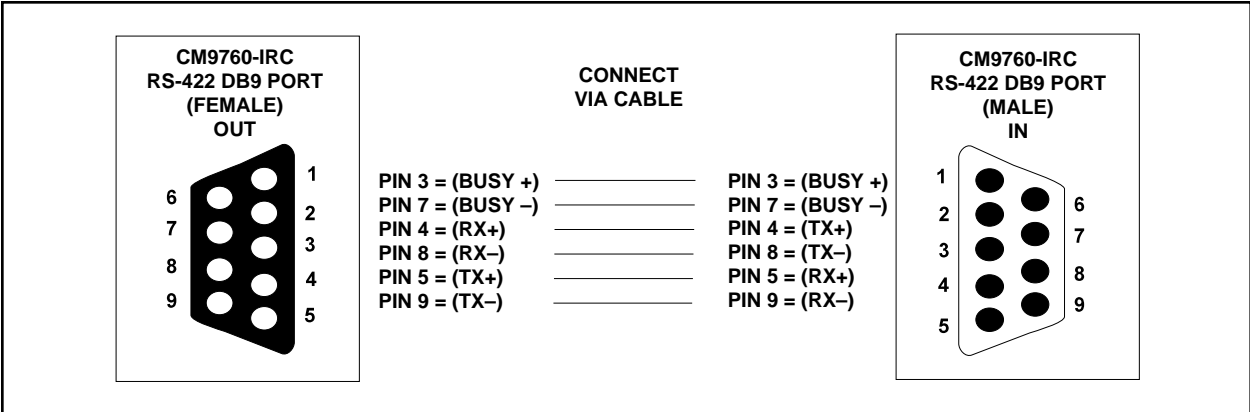 CM9760-IRC
RS-422 DB9 PORT
(FEMALE)
OUT
1
6
2
7
3
8
4
9
5
CONNECT
VIA CABLE
PIN 3 = (BUSY +)
PIN 7 = (BUSY –)
PIN 4 = (RX+)
PIN 8 = (RX–)
PIN 5 = (TX+)
PIN 9 = (TX–)
PIN 3 = (BUSY +)
PIN 7 = (BUSY –)
PIN 4 = (TX+)
PIN 8 = (TX–)
PIN 5 = (RX+)
PIN 9 = (RX–)
CM9760-IRC
RS-422 DB9 PORT
(MALE)
IN
1
6
2
7
3
8
4
9
5